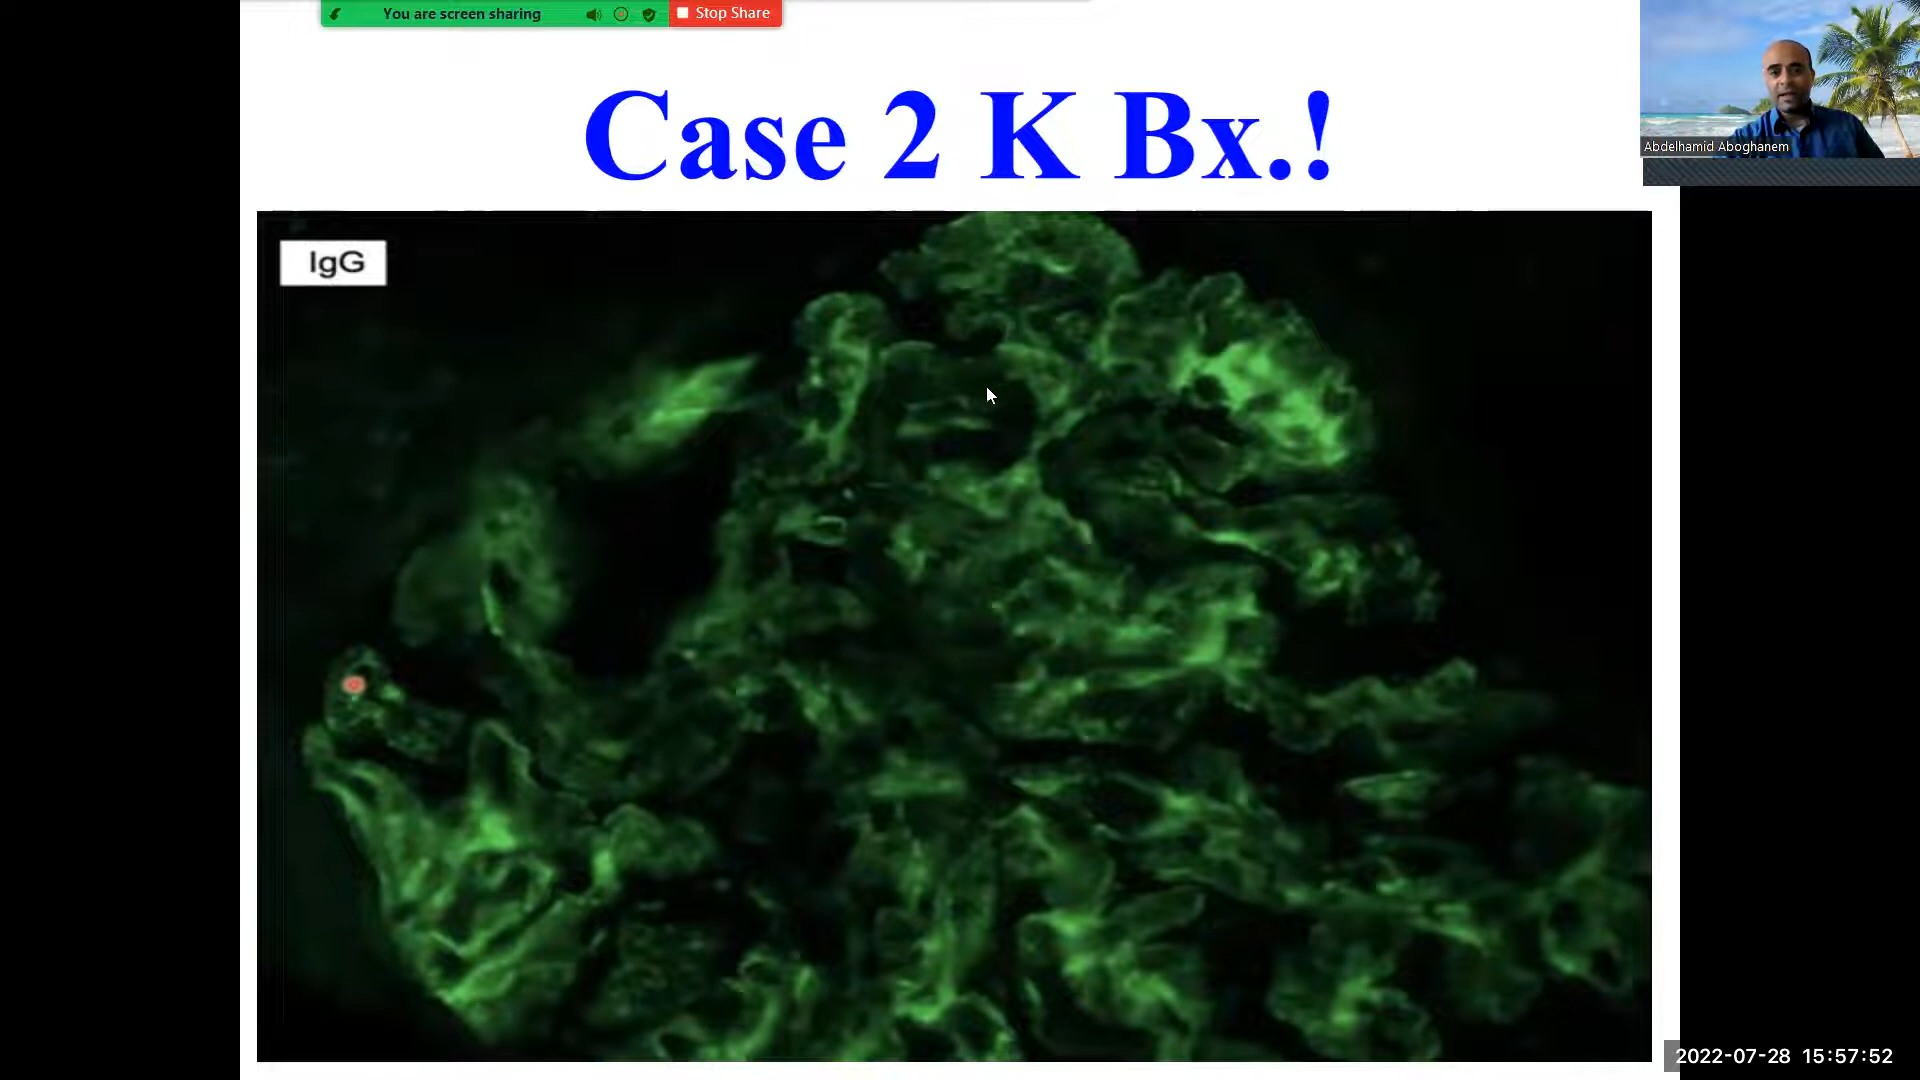 You are screen sharing
Stop Share
Case 2 K Bx.!
Abdelhamid Aboghanem
IgG
2022-07-28 15:57:52